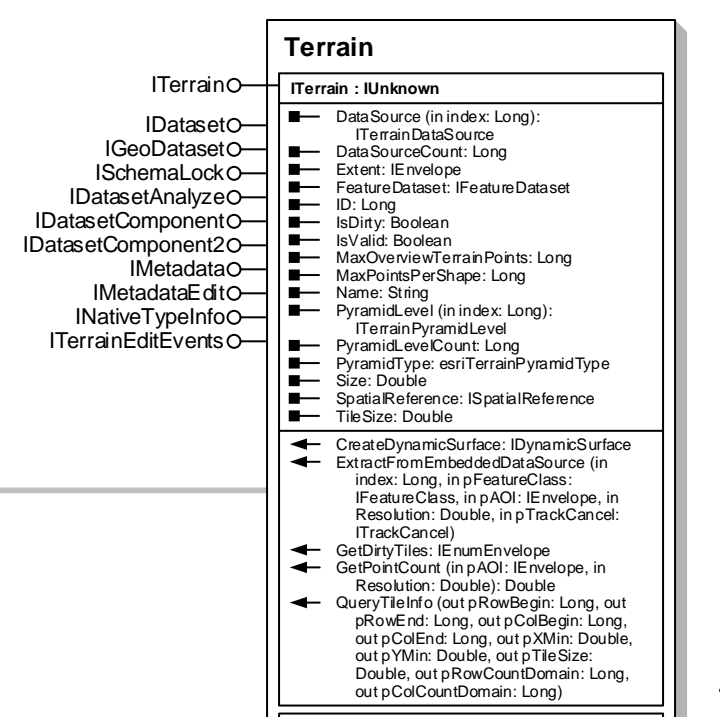 Terrain
ITerrain
ITerrain : IUnknown
IDataset
IGeoDataset
ISchemaLock
IDatasetAnalyze
IDatasetComponent
IDatasetComponent2
IMetadata
IMetadataEdit
INativeTypeInfo
ITerrainEditEvents
DataSource (in index: Long):
ITerrainDataSource
DataSourceCount: Long
Extent: IEnvelope
FeatureDataset: IFeatureDataset
ID: Long
IsDirty: Boolean
IsValid: Boolean
MaxOverviewTerrainPoints: Long
MaxPointsPerShape: Long
Name: String
PyramidLevel (in index: Long):
ITerrainPyramidLevel
PyramidLevelCount: Long
PyramidType: esriTerrainPyramidType
Size: Double
SpatialReference: ISpatialReference
TileSize: Double
CreateDynamicSurface: IDynamicSurface
ExtractFromEmbeddedDataSource (in
index: Long, in pFeatureClass:
IFeatureClass, in pAOI: IEnvelope, in
Resolution: Double, in pTrackCancel:
ITrackCancel)
GetDirtyTiles: IEnumEnvelope
GetPointCount (in pAOI: IEnvelope, in
Resolution: Double): Double
QueryTileInfo (out pRowBegin: Long, out
pRowEnd: Long, out pColBegin: Long,
out pColEnd: Long, out pXMin: Double,
out pYMin: Double, out pTileSize:
Double, out pRowCountDomain: Long,
out pColCountDomain: Long)